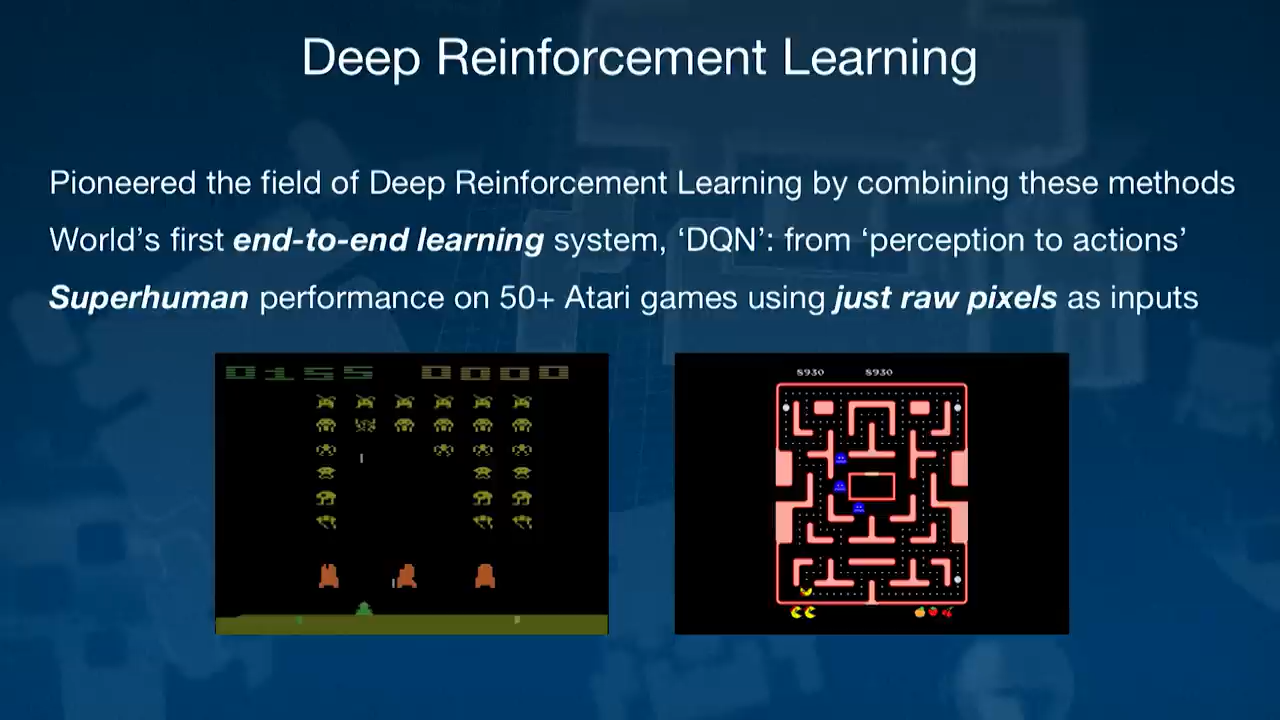 Deep Reinforcement Learning
Pioneered the field of Deep Reinforcement Learning by combining these methods
World's first end-to-end learning system, ‘DQN’: from ‘perception to actions’
Superhuman performance on 50+ Atari games using just raw pixels as inputs
0155 0000
8930 8930